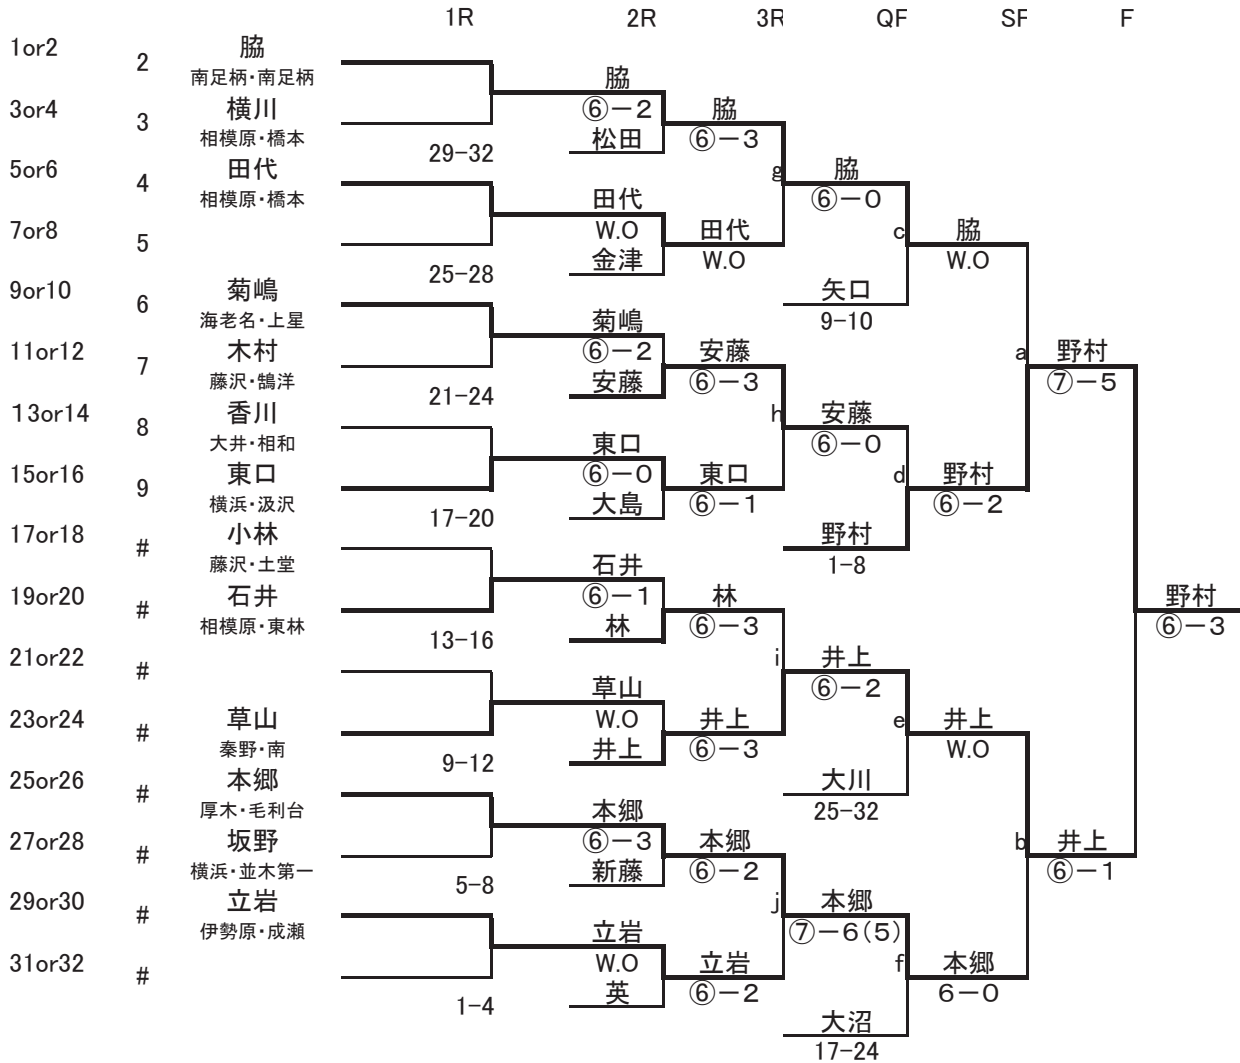 1R 2R 3R QF SF F
1or2 2 脇
南足柄・南足柄 脇
3or4 3 横川 ⑥－2 脇
相模原・橋本 松田 ⑥－3
29-32
5or6 4 田代 g 脇
相模原・橋本 田代 ⑥－0
7or8 5 W.O 田代 c 脇
金津 W.O W.O
25-28
9or10 6 菊嶋 矢口
海老名・上星 菊嶋 9-10
11or12 7 木村 ⑥－2 安藤 a 野村
藤沢・鵠洋 安藤 ⑥－3 ⑦－5
21-24
13or14 8 香川 h 安藤
大井・相和 東口 ⑥－0
15or16 9 東口 ⑥－0 東口 d 野村
横浜・汲沢 大島 ⑥－1 ⑥－2
17-20
17or18 # 小林 野村
藤沢・土堂 石井 1-8
19or20 # 石井 ⑥－1 林 野村
相模原・東林 林 ⑥－3 ⑥－3
13-16
21or22 # i 井上
草山 ⑥－2
23or24 # 草山 W.O 井上 e 井上
秦野・南 井上 ⑥－3 W.O
9-12
25or26 # 本郷 大川
厚木・毛利台 本郷 25-32
27or28 # 坂野 ⑥－3 本郷 b 井上
横浜・並木第一 新藤 ⑥－2 ⑥－1
5-8
29or30 # 立岩 j 本郷
伊勢原・成瀬 立岩 ⑦－6(5)
31or32 # W.O 立岩 f 本郷
英 ⑥－2 6－0
1-4
大沼
17-24